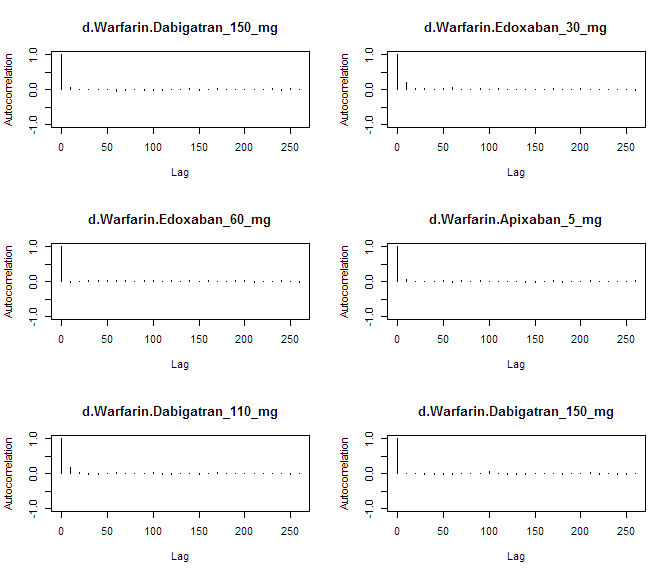 d.Warfarin.Dabigatran_150_mg
Autocorrelation
-1.0 0.0 1.0
0 50 100 150 200 250
Lag
d.Warfarin.Edoxaban_30_mg
Autocorrelation
-1.0 0.0 1.0
0 50 100 150 200 250
Lag
d.Warfarin.Edoxaban_60_mg
Autocorrelation
-1.0 0.0 1.0
0 50 100 150 200 250
Lag
d.Warfarin.Apixaban_5_mg
Autocorrelation
-1.0 0.0 1.0
0 50 100 150 200 250
Lag
d.Warfarin.Dabigatran_110_mg
Autocorrelation
-1.0 0.0 1.0
0 50 100 150 200 250
Lag
d.Warfarin.Dabigatran_150_mg
Autocorrelation
-1.0 0.0 1.0
0 50 100 150 200 250
Lag